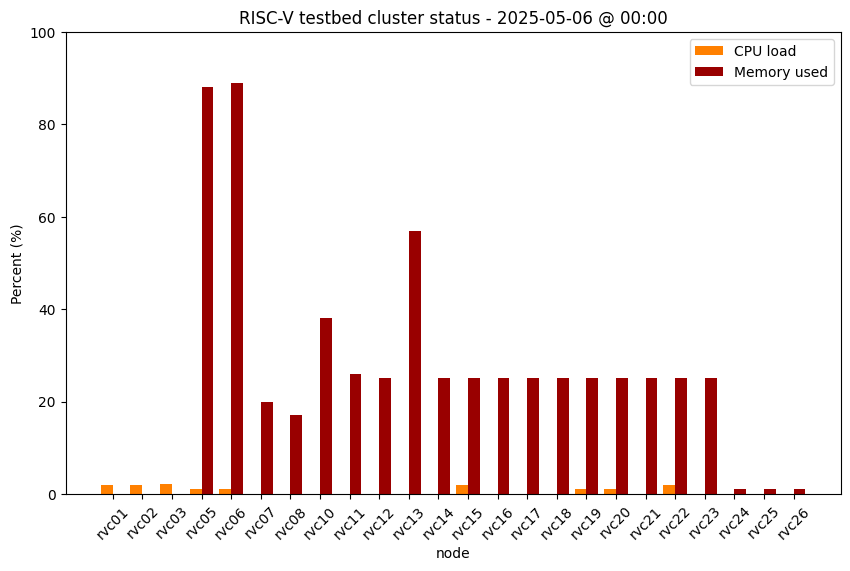 RISC-V testbed cluster status - 2025-05-06 @ 00:00
CPU load
Memory used
Percent (%)
100
80
60
40
20
0
rvc01
rvc02
rvc03
rvc05
rvc06
rvc07
rvc08
rvc10
rvc11
rvc12
rvc13
rvc14
rvc15
rvc16
rvc17
rvc18
rvc19
rvc20
rvc21
rvc22
rvc23
rvc24
rvc25
rvc26
node